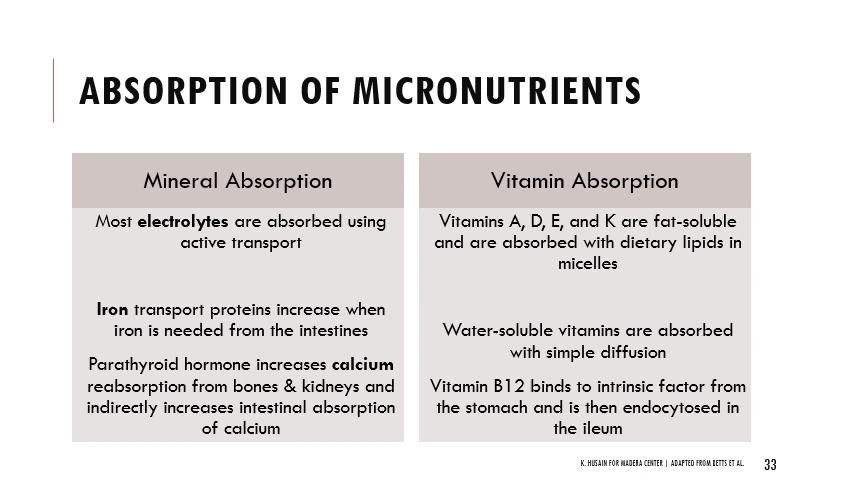 ABSORPTION OF MICRONUTRIENTS
Mineral Absorption
Most electrolytes are absorbed using
active transport
Iron transport proteins increase when
iron is needed from the intestines
Parathyroid hormone increases calcium
reabsorption from bones & kidneys and
indirectly increases intestinal absorption
of calcium
Vitamin Absorption
Vitamins A, D, E, and K are fat-soluble
and are absorbed with dietary lipids in
micelles
Water-soluble vitamins are absorbed
with simple diffusion
Vitamin B12 binds to intrinsic factor from
the stomach and is then endocytosed in
the ileum
K. HUSAIN FOR MADERA CENTER | ADAPTED FROM BETTS ET AL.
33